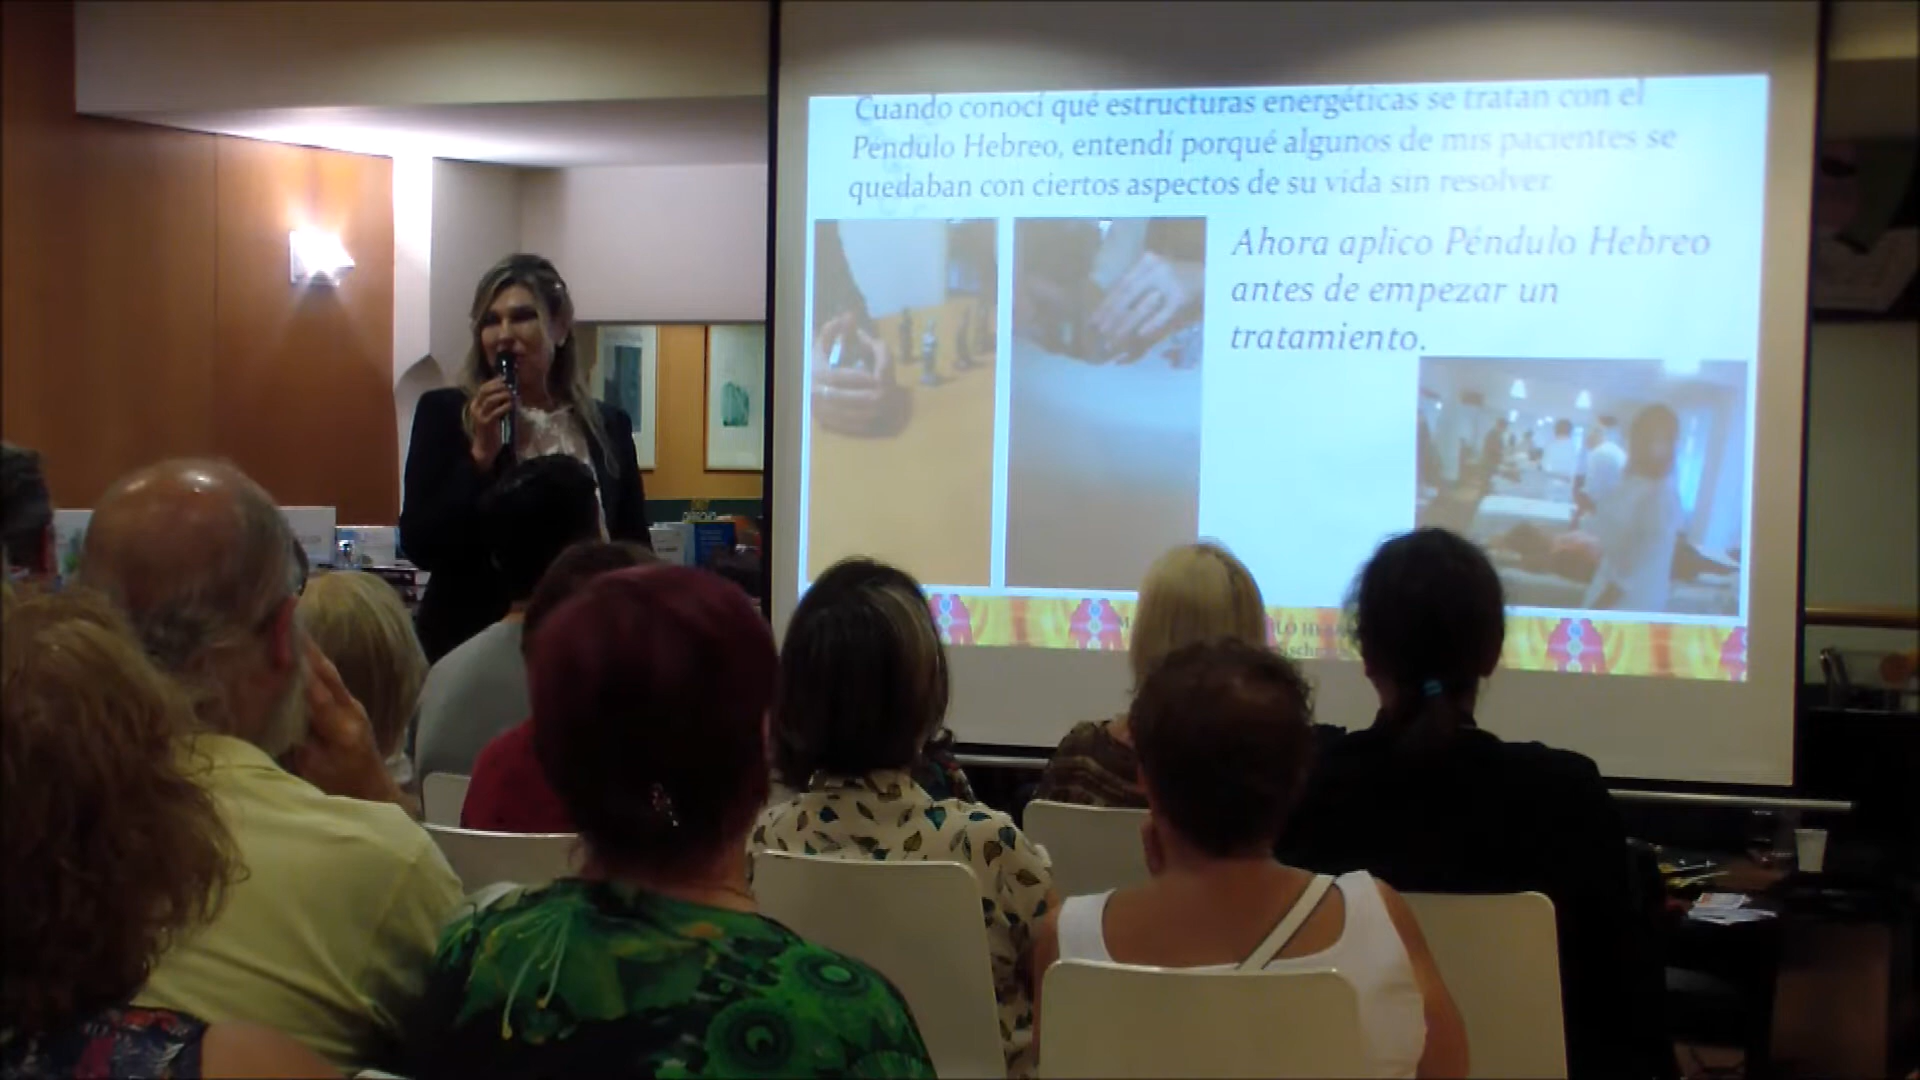 Cuando conocí qué estructuras energéticas se tratan con el
Péndulo Hebreo, entendí porqué algunos de mis pacientes se
quedaban con ciertos aspectos de su vida sin resolver
Ahora aplico Péndulo Hebreo
antes de empezar un
tratamiento.